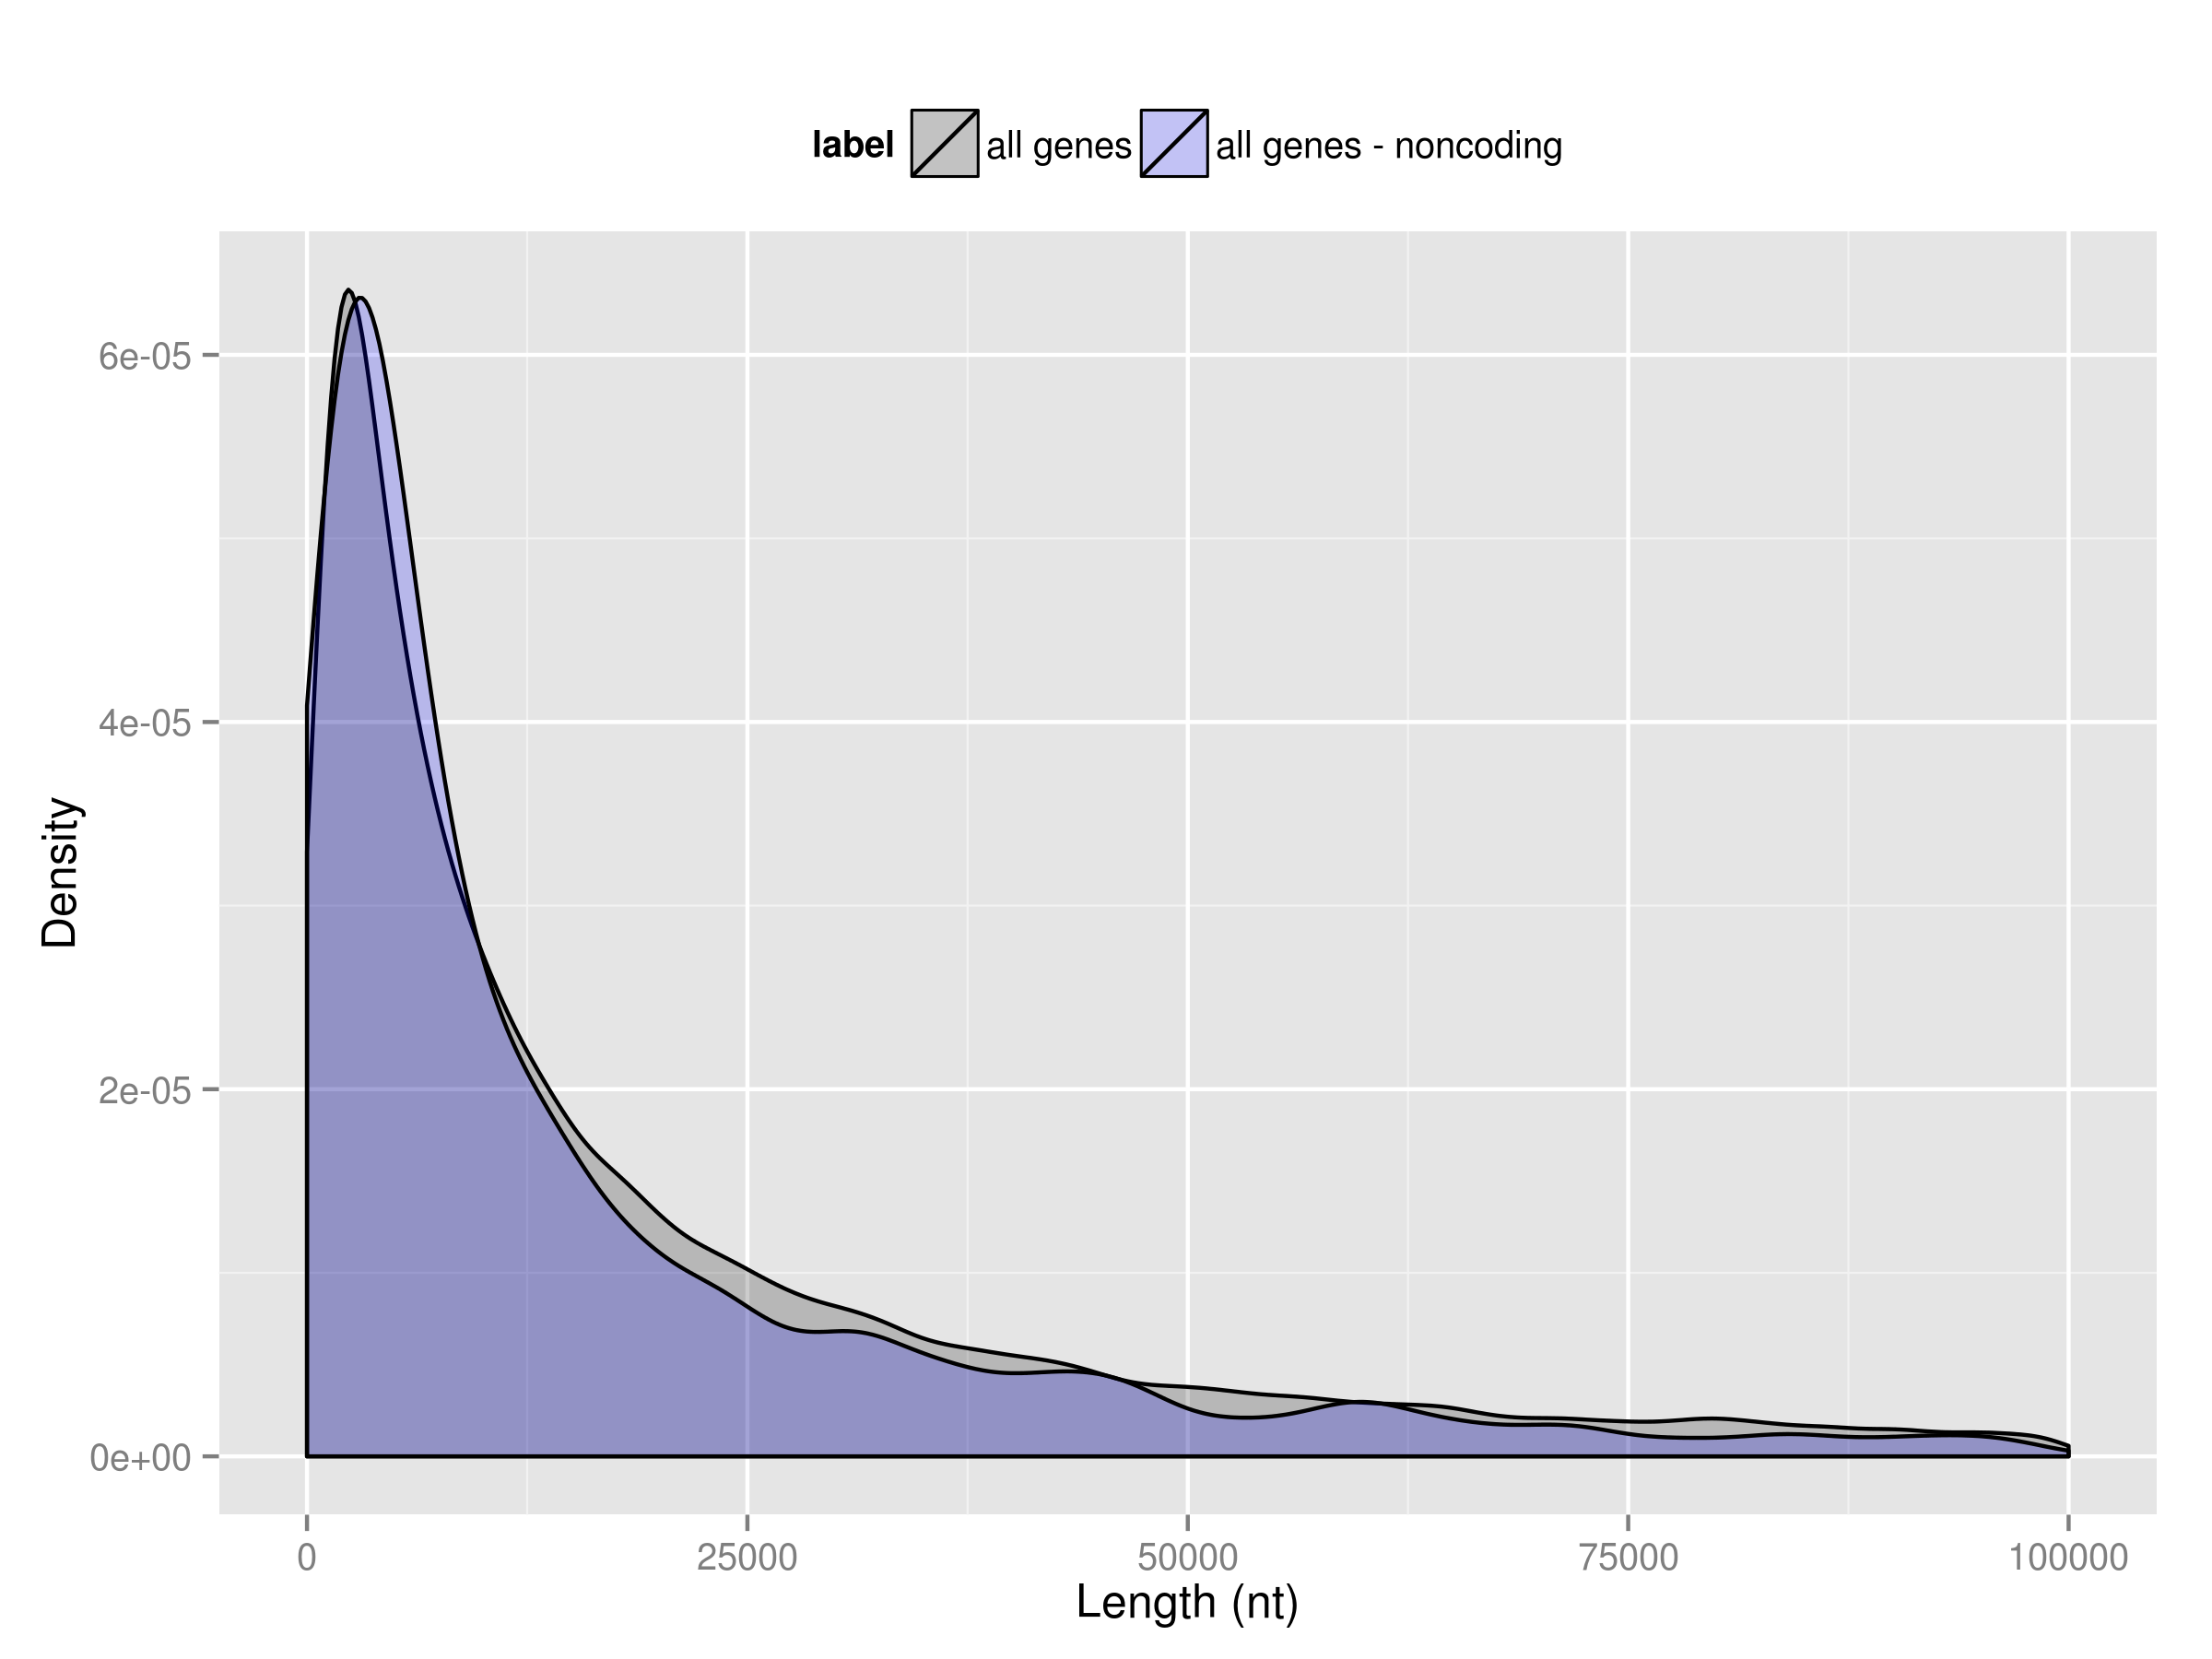 label all genes all genes - noncoding
6e-05
4e-05
2e-05
0e+00
Density
0 25000 50000 75000 100000
Length (nt)